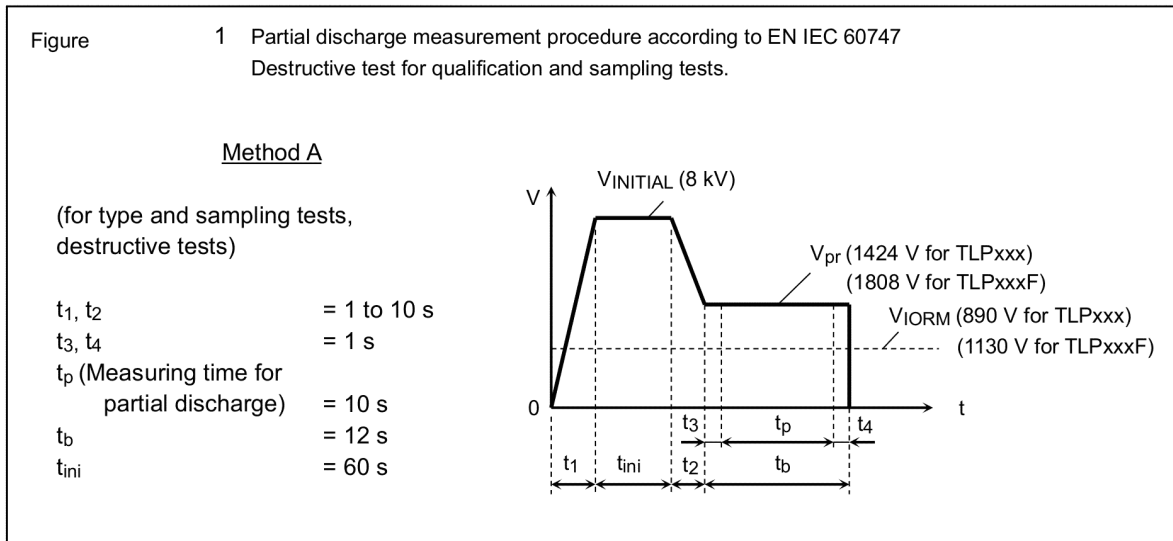 Figure 1 Partial discharge measurement procedure according to EN IEC 60747
Destructive test for qualification and sampling tests.
Method A
(for type and sampling tests,
destructive tests)
t1, t2 = 1 to 10 s
t3, t4 = 1 s
tp (Measuring time for
partial discharge) = 10 s
tb = 12 s
tini = 60 s
VINITIAL (8 kV)
V
Vpr (1424 V for TLPxxx)
(1808 V for TLPxxxF)
VIORM (890 V for TLPxxx)
(1130 V for TLPxxxF)
0 t
t3 tp t4
t1 tini t2 tb